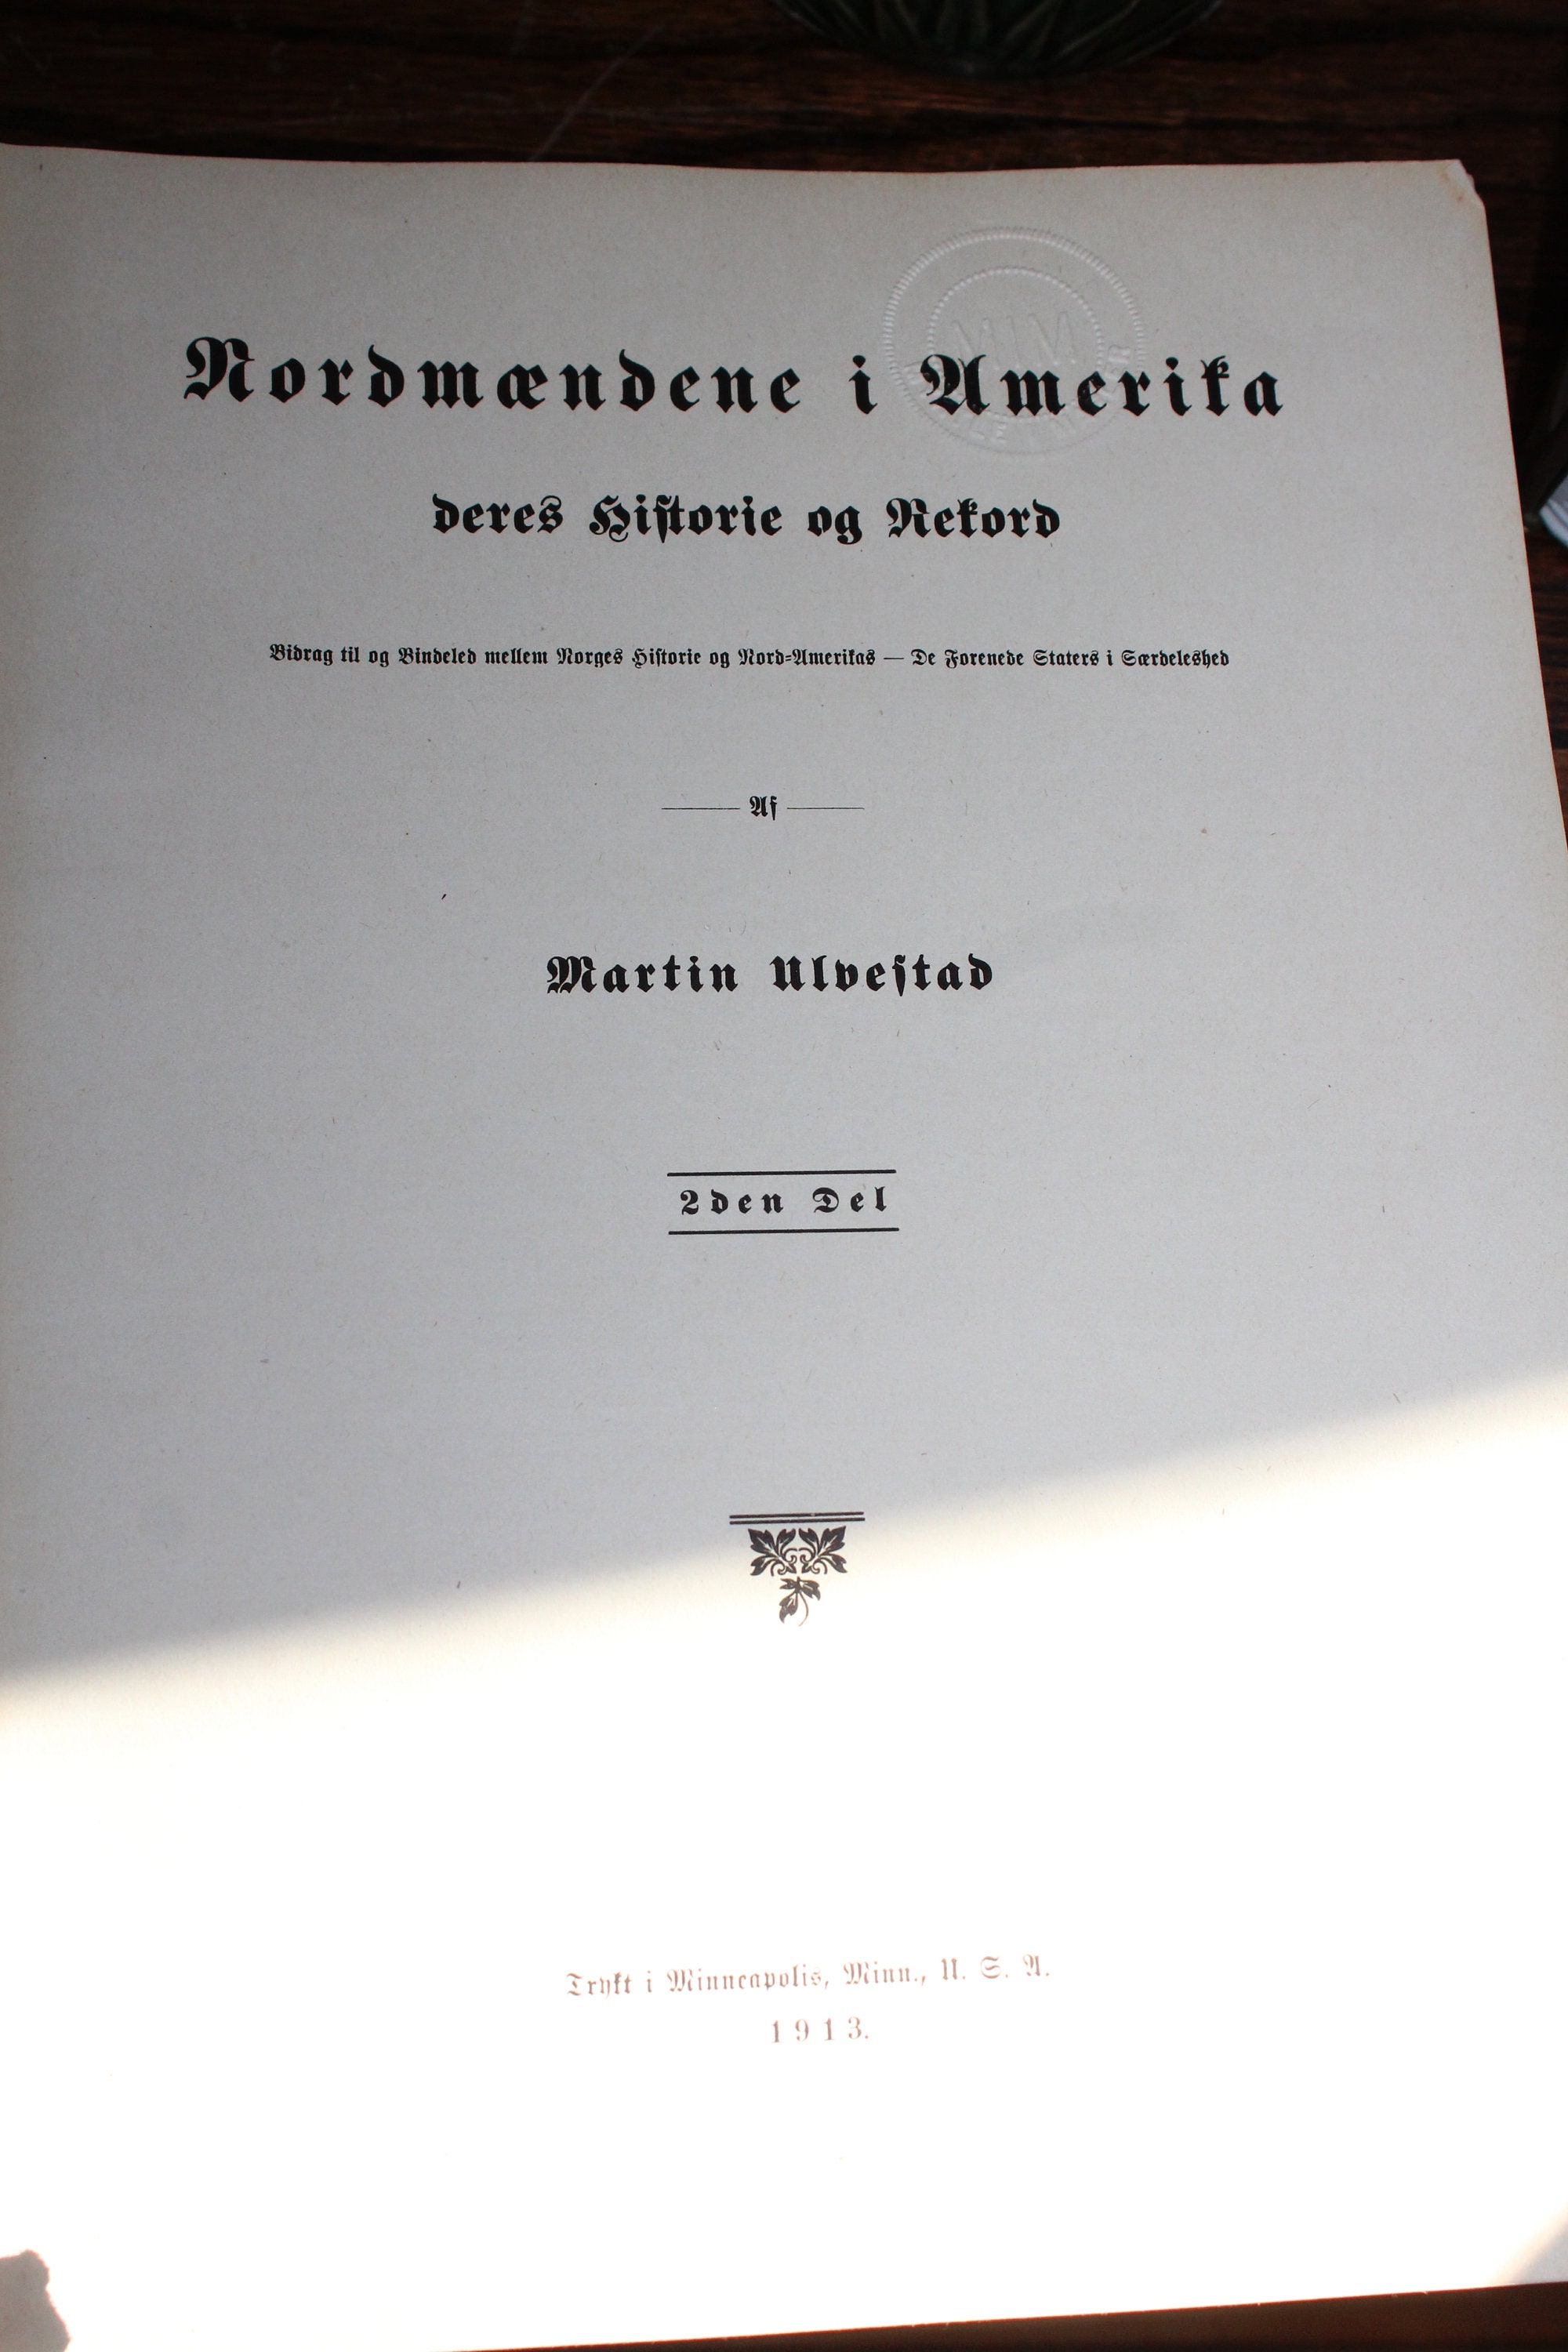 Nordmændene i Amerika
deres Historie og Rekord
Bidrag til og Bindeled mellem Norges Historie og Nord-Amerikas — De Forenede Staters i Særdeleshed
Af
Martin Ulvestad
2den Del
Trykt i Minneapolis, Minn., U. S. A.
1913.